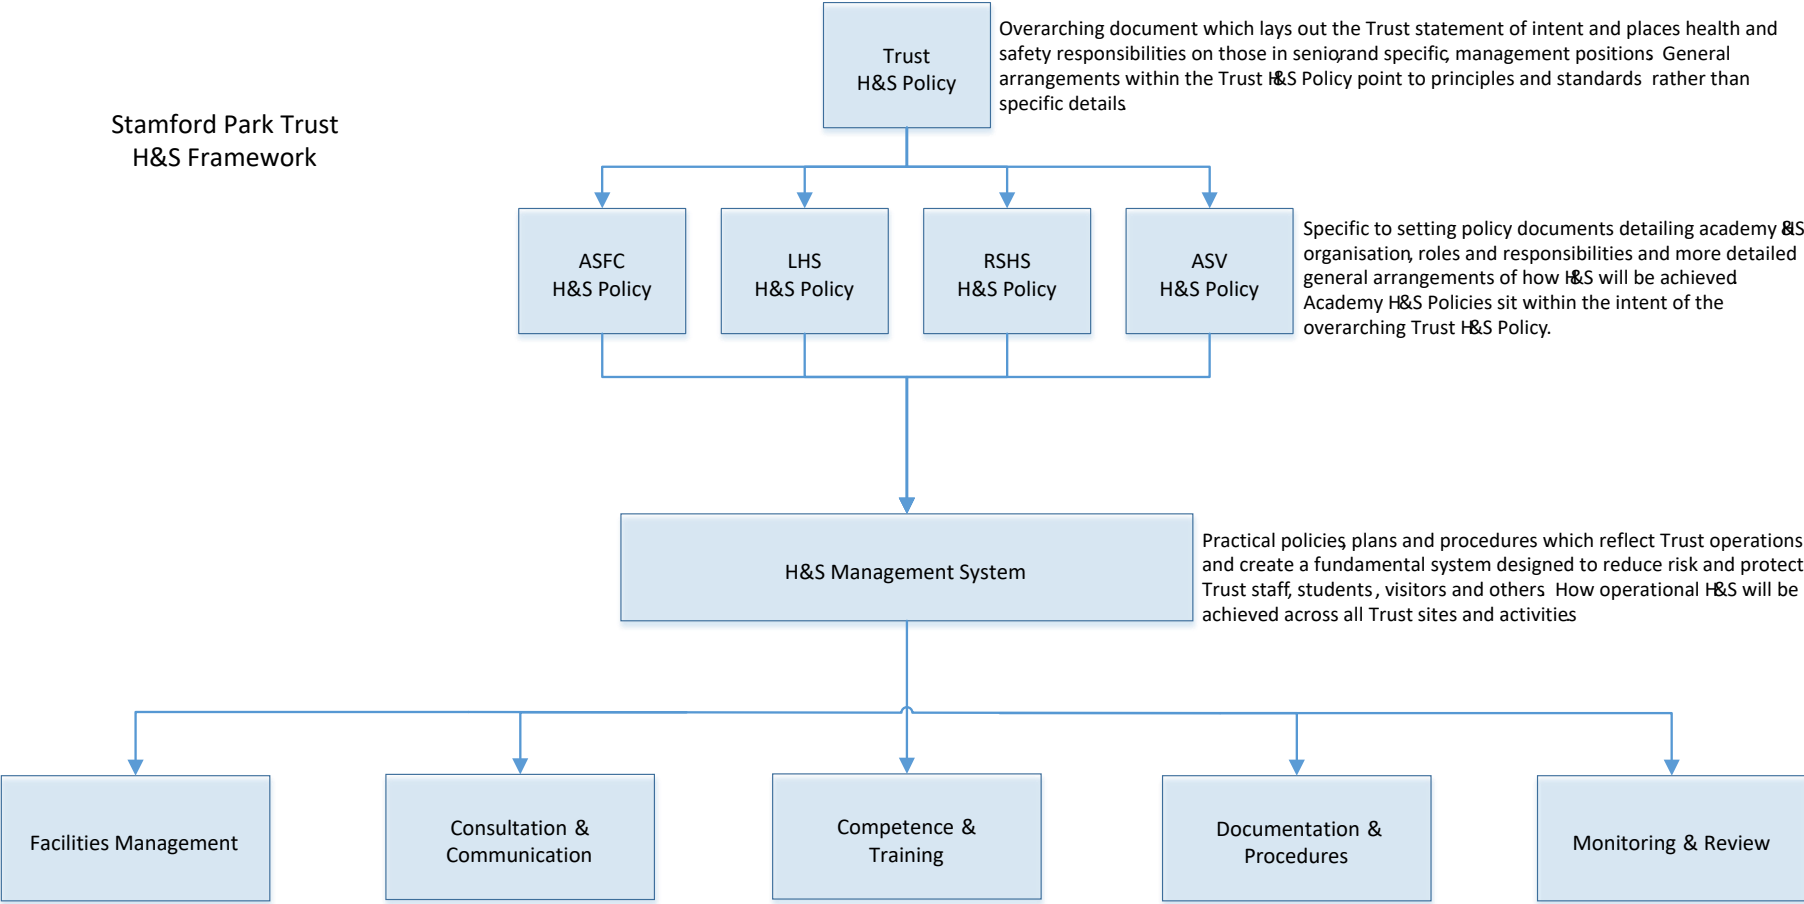 Trust
H&S Policy
Overarching document which lays out the Trust statement of intent and places health and
safety responsibilities on those in senior, and specific, management positions. General
arrangements within the Trust H&S Policy point to principles and standards rather than
specific details.
Stamford Park Trust
H&S Framework
ASFC
H&S Policy
LHS
H&S Policy
RSHS
H&S Policy
ASV
H&S Policy
Specific to setting policy documents detailing academy H&S
organisation, roles and responsibilities and more detailed
general arrangements of how H&S will be achieved.
Academy H&S Policies sit within the intent of the
overarching Trust H&S Policy.
H&S Management System
Practical policies, plans and procedures which reflect Trust operations
and create a fundamental system designed to reduce risk and protect
Trust staff, students, visitors and others. How operational H&S will be
achieved across all Trust sites and activities.
Facilities Management
Consultation &
Communication
Competence &
Training
Documentation &
Procedures
Monitoring & Review